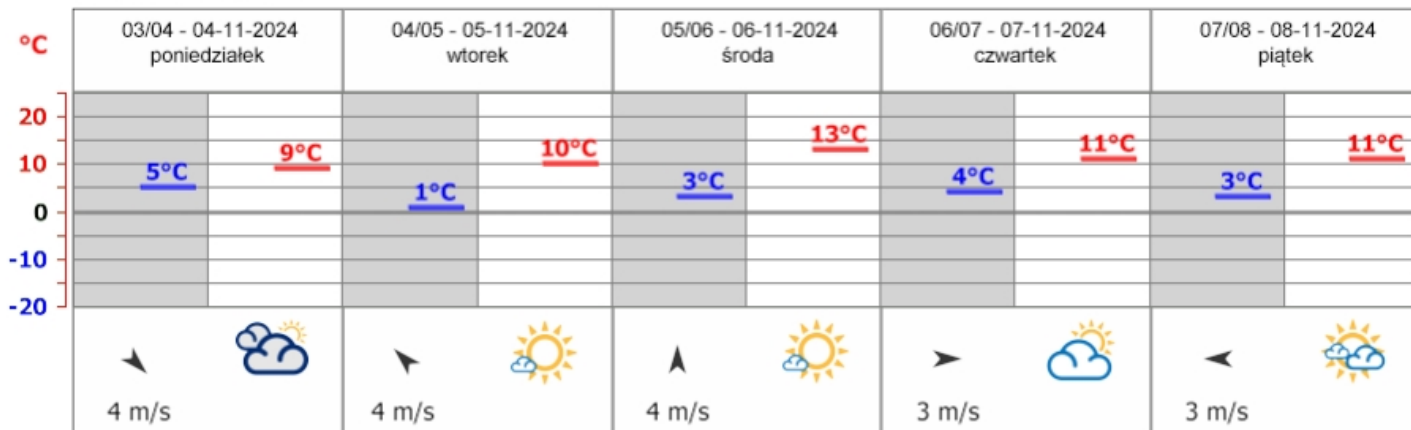 °C
03/04 - 04-11-2024
poniedziałek
04/05 - 05-11-2024
wtorek
05/06 - 06-11-2024
środa
06/07 - 07-11-2024
czwartek
07/08 - 08-11-2024
piątek
20
10
0
-10
-20
5°C
9°C
1°C
10°C
3°C
13°C
4°C
11°C
3°C
11°C
4 m/s
4 m/s
4 m/s
3 m/s
3 m/s